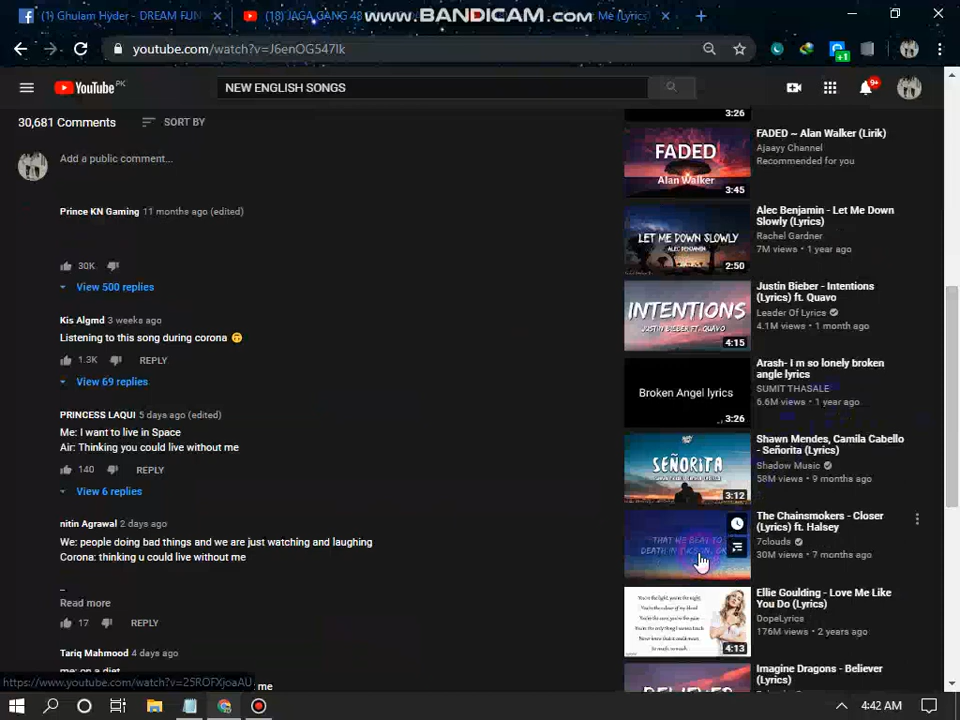 (1) Ghulam Hyder - DREAM FUN
(18) JAGA GANG 48
www.BANDICAM.com
Me (Lyrics
youtube.com/watch?v=J6enOG547lk
+1
YouTube PK
NEW ENGLISH SONGS
9+
30,681 Comments
SORT BY
Add a public comment...
Prince KN Gaming 11 months ago (edited)
30K
View 500 replies
Kis Algmd 3 weeks ago
Listening to this song during corona 🙃
1.3K REPLY
View 69 replies
PRINCESS LAQUI 5 days ago (edited)
Me: I want to live in Space
Air: Thinking you could live without me
140 REPLY
View 6 replies
nitin Agrawal 2 days ago
We: people doing bad things and we are just watching and laughing
Corona: thinking u could live without me
Read more
17 REPLY
Tariq Mahmood 4 days ago
me: on a diet
me
https://www.youtube.com/watch?v=25ROFXjoaAU
3:26
FADED
Alan Walker
3:45
FADED ~ Alan Walker (Lirik)
Ajaayy Channel
Recommended for you
LET ME DOWN SLOWLY
ALEC BENJAMIN
2:50
Alec Benjamin - Let Me Down
Slowly (Lyrics)
Rachel Gardner
7M views • 1 year ago
INTENTIONS
JUSTIN BIEBER FT. QUAVO
4:15
Justin Bieber - Intentions
(Lyrics) ft. Quavo
Leader Of Lyrics
4.1M views • 1 month ago
Broken Angel lyrics
3:26
Arash- I m so lonely broken
angle lyrics
SUMIT THASALE
6.6M views • 1 year ago
SEÑORITA
3:12
Shawn Mendes, Camila Cabello
- Señorita (Lyrics)
Shadow Music
58M views • 9 months ago
THAT WE BEAT TO
The Chainsmokers - Closer
(Lyrics) ft. Halsey
7clouds
30M views • 7 months ago
4:13
Ellie Goulding - Love Me Like
You Do (Lyrics)
DopeLyrics
176M views • 2 years ago
BELIEVER
Imagine Dragons - Believer
(Lyrics)
4:42 AM